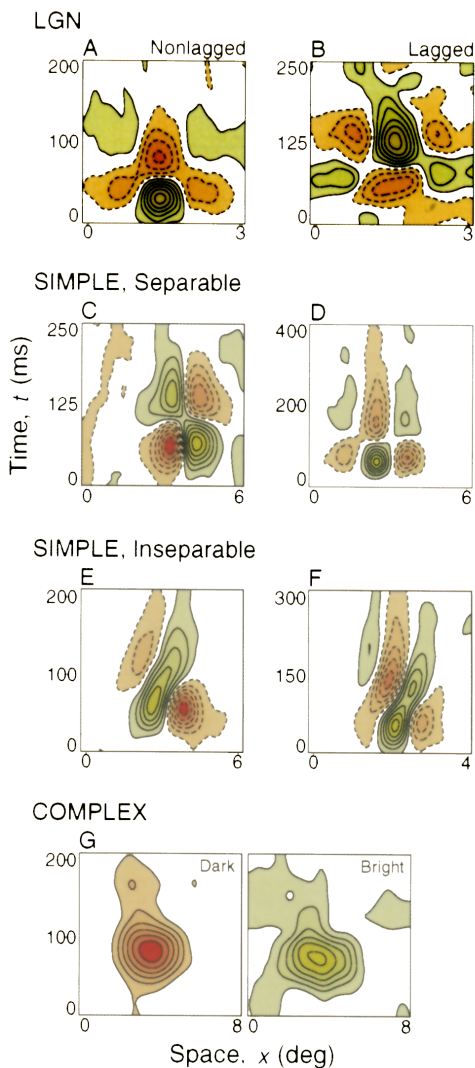 LGN
A Nonlagged B Lagged
200 250
100 125
0 0
0 3 0 3
SIMPLE, Separable
C D
250 400
125 200
0 0
0 6 0 6
Time, t (ms)
SIMPLE, Inseparable
E F
200 300
100 150
0 0
0 6 0 4
COMPLEX
G
200 Dark Bright
100
0
0 8 0 8
Space, x (deg)